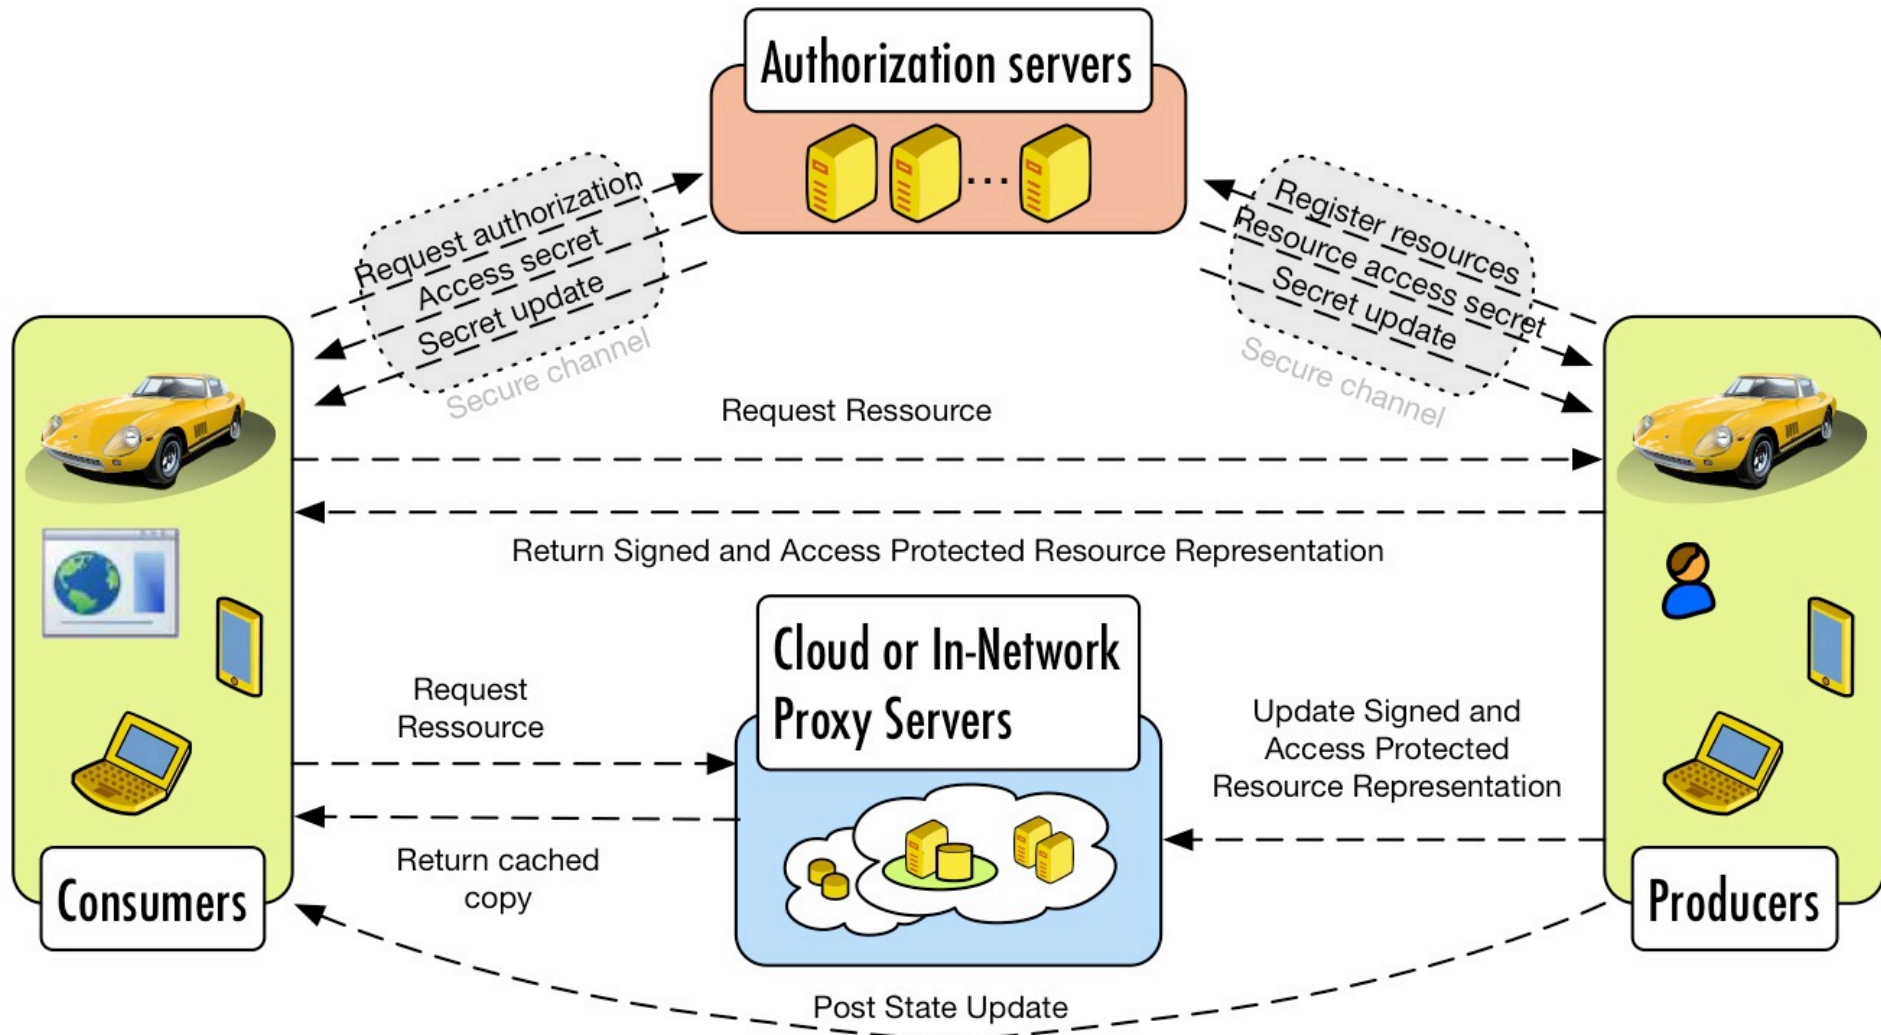 Authorization servers
Request authorization
Access secret
Secret update
Secure channel
Register resources
Resource access secret
Secret update
Secure channel
Request Ressource
Return Signed and Access Protected Resource Representation
Cloud or In-Network
Proxy Servers
Request
Ressource
Update Signed and
Access Protected
Resource Representation
Return cached
copy
Consumers
Producers
Post State Update